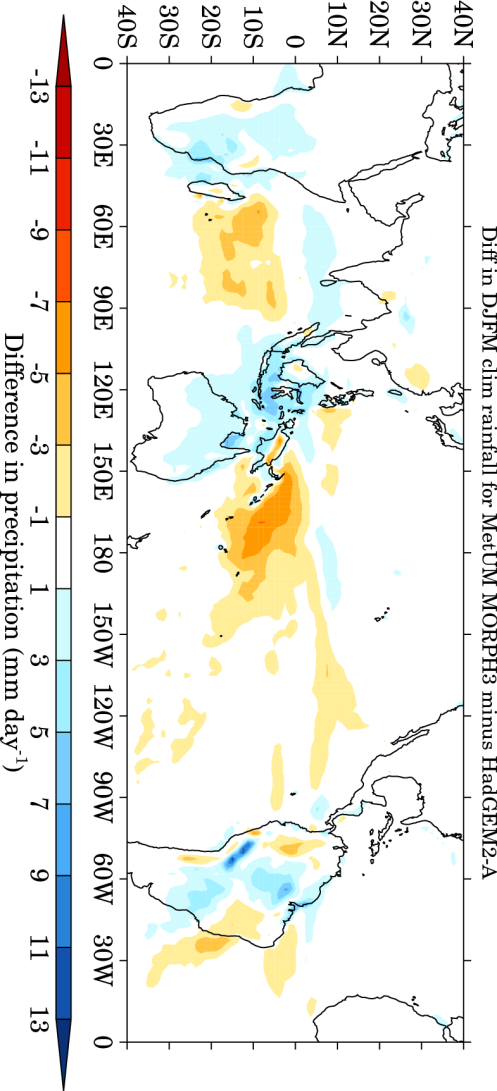 Diff in DJFM clim rainfall for MetUM MORPH3 minus HadGEM2-A
40N
30N
20N
10N
0
10S
20S
30S
40S
0 30E 60E 90E 120E 150E 180 150W 120W 90W 60W 30W 0
-13 -11 -9 -7 -5 -3 -1 1 3 5 7 9 11 13
Difference in precipitation (mm day-1)